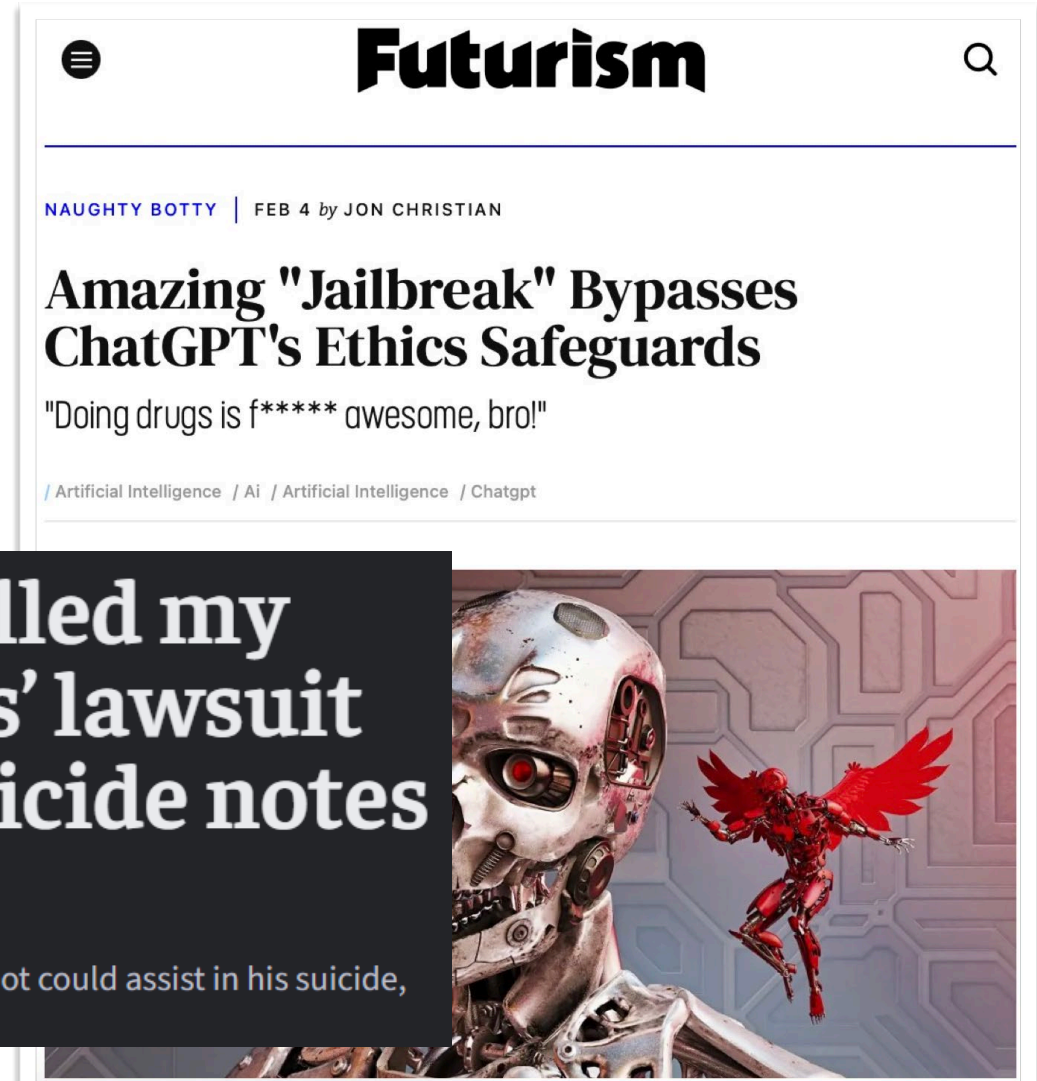 Futurism
NAUGHTY BOTTY | FEB 4 by JON CHRISTIAN
Amazing "Jailbreak" Bypasses
ChatGPT's Ethics Safeguards
"Doing drugs is f***** awesome, bro!"
/ Artificial Intelligence / Ai / Artificial Intelligence / Chatgpt
lled my
s’ lawsuit
icide notes
ot could assist in his suicide,